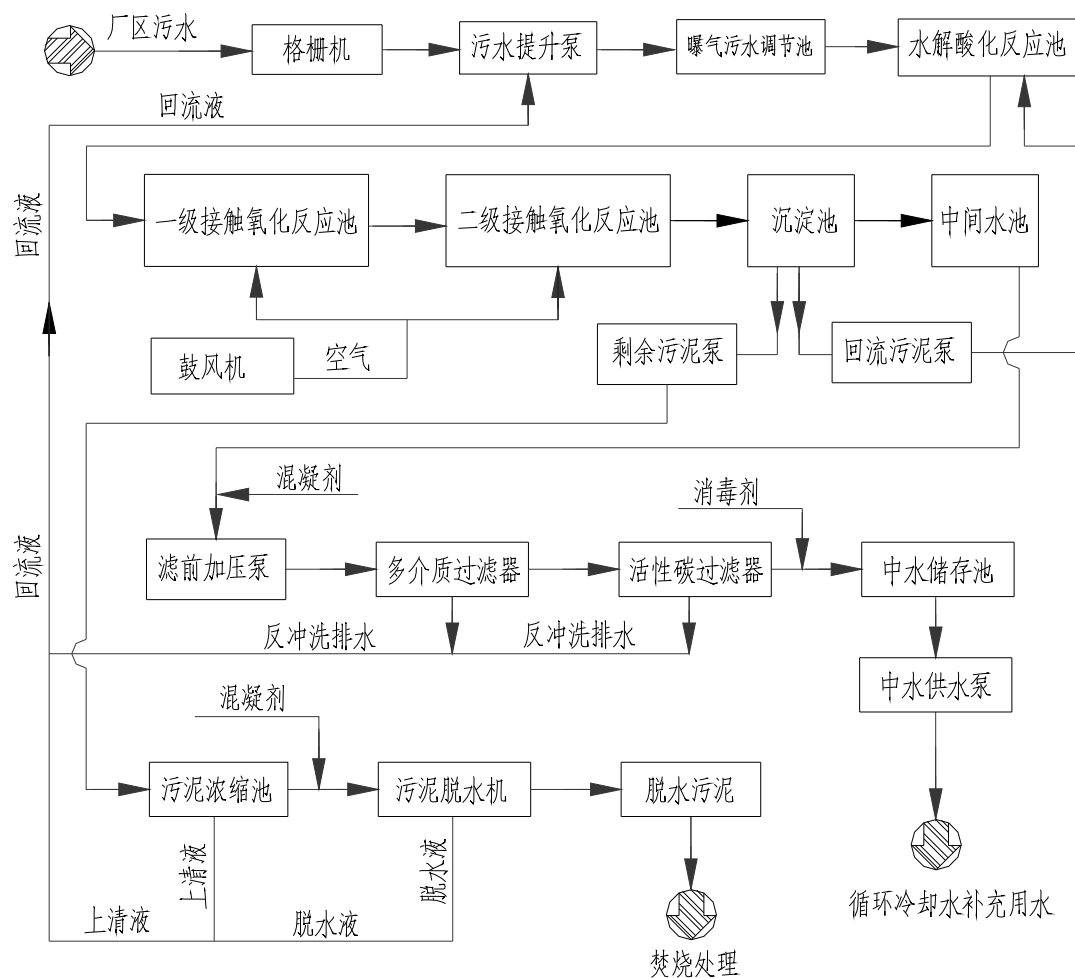 厂区污水
格栅机
污水提升泵
曝气污水调节池
水解酸化反应池
回流液
回流液
一级接触氧化反应池
二级接触氧化反应池
沉淀池
中间水池
鼓风机
空气
剩余污泥泵
回流污泥泵
混凝剂
消毒剂
回流液
滤前加压泵
多介质过滤器
活性碳过滤器
中水储存池
反冲洗排水
反冲洗排水
中水供水泵
混凝剂
污泥浓缩池
污泥脱水机
脱水污泥
上清液
脱水液
上清液
脱水液
循环冷却水补充用水
焚烧处理